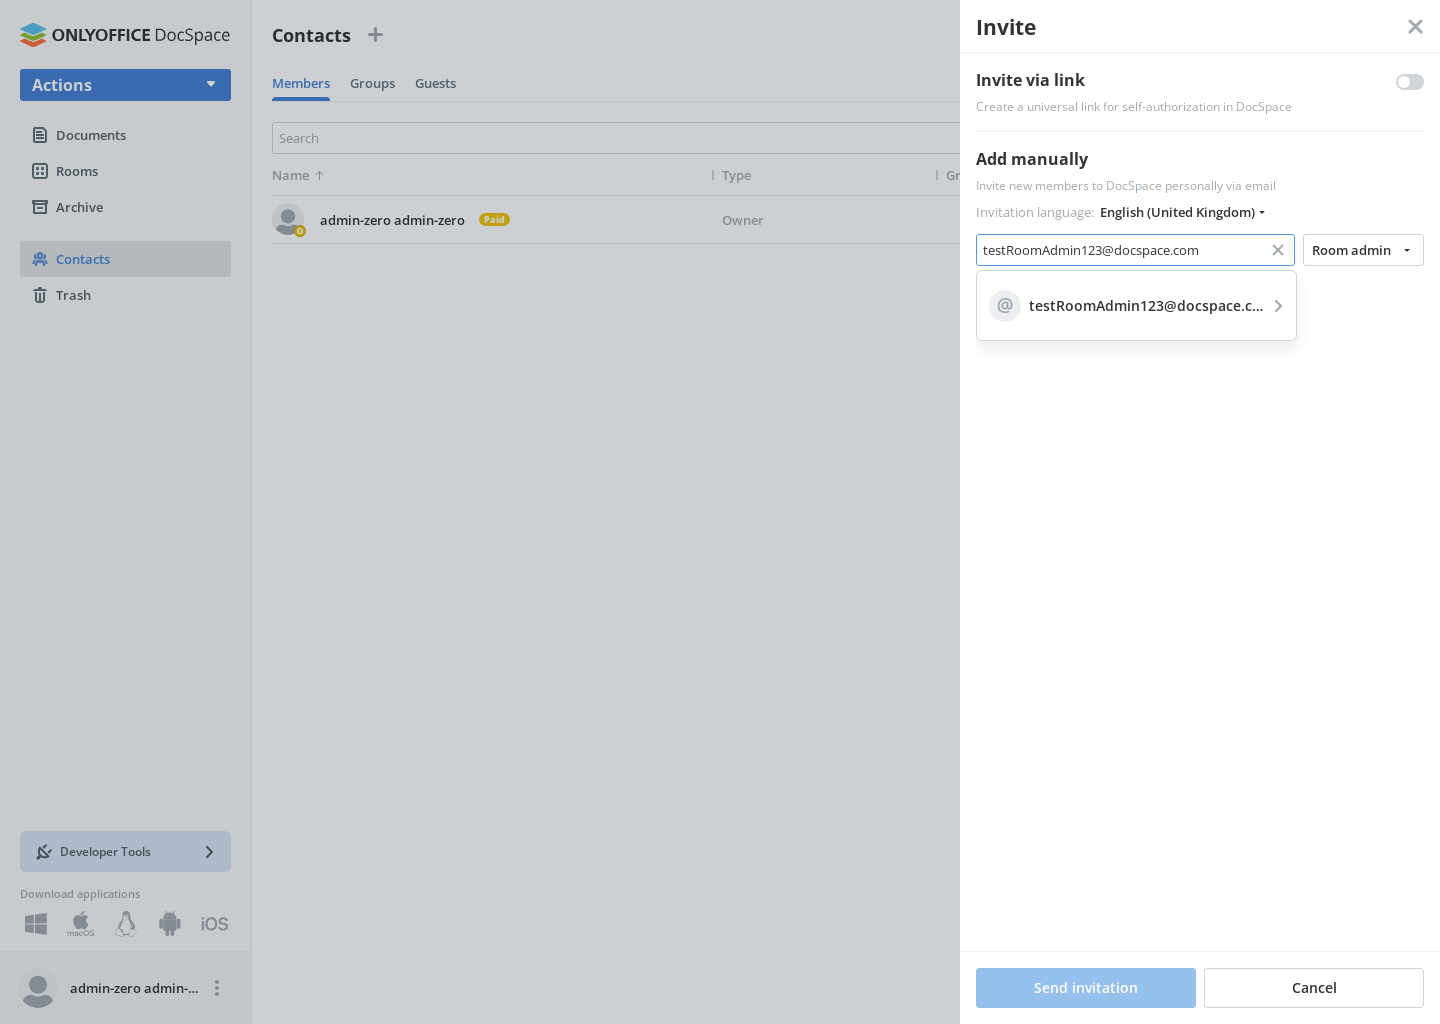 ONLYOFFICE DocSpace
Actions
Documents
Rooms
Archive
Contacts
Trash
Developer Tools
Download applications
macOS
iOS
admin-zero admin-...
Contacts
Members Groups Guests
Search
Name Type Gr
admin-zero admin-zero Paid Owner
Invite
Invite via link
Create a universal link for self-authorization in DocSpace
Add manually
Invite new members to DocSpace personally via email
Invitation language: English (United Kingdom)
testRoomAdmin123@docspace.com Room admin
@ testRoomAdmin123@docspace.c...
Send invitation Cancel